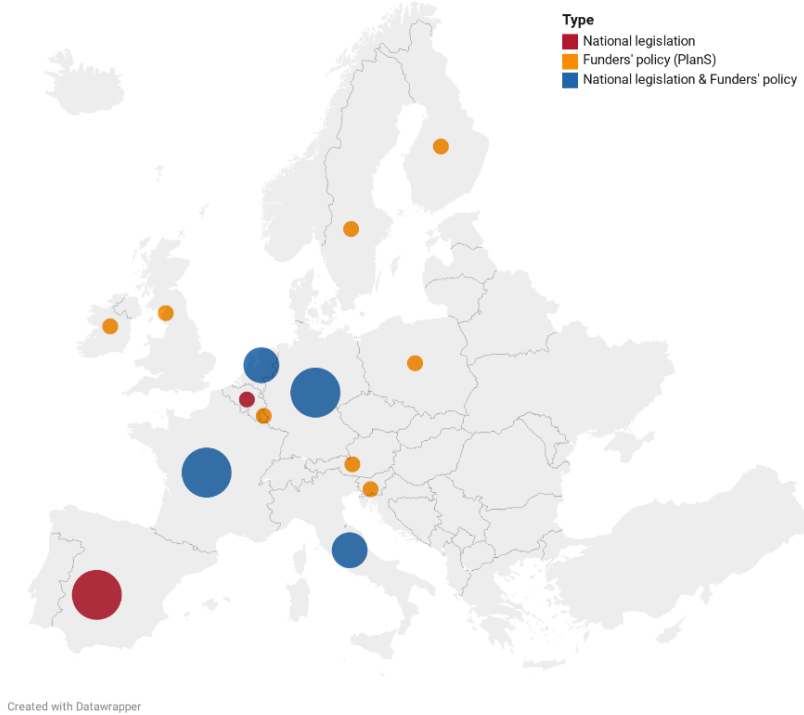 Type
National legislation
Funders' policy (PlanS)
National legislation & Funders' policy
Created with Datawrapper